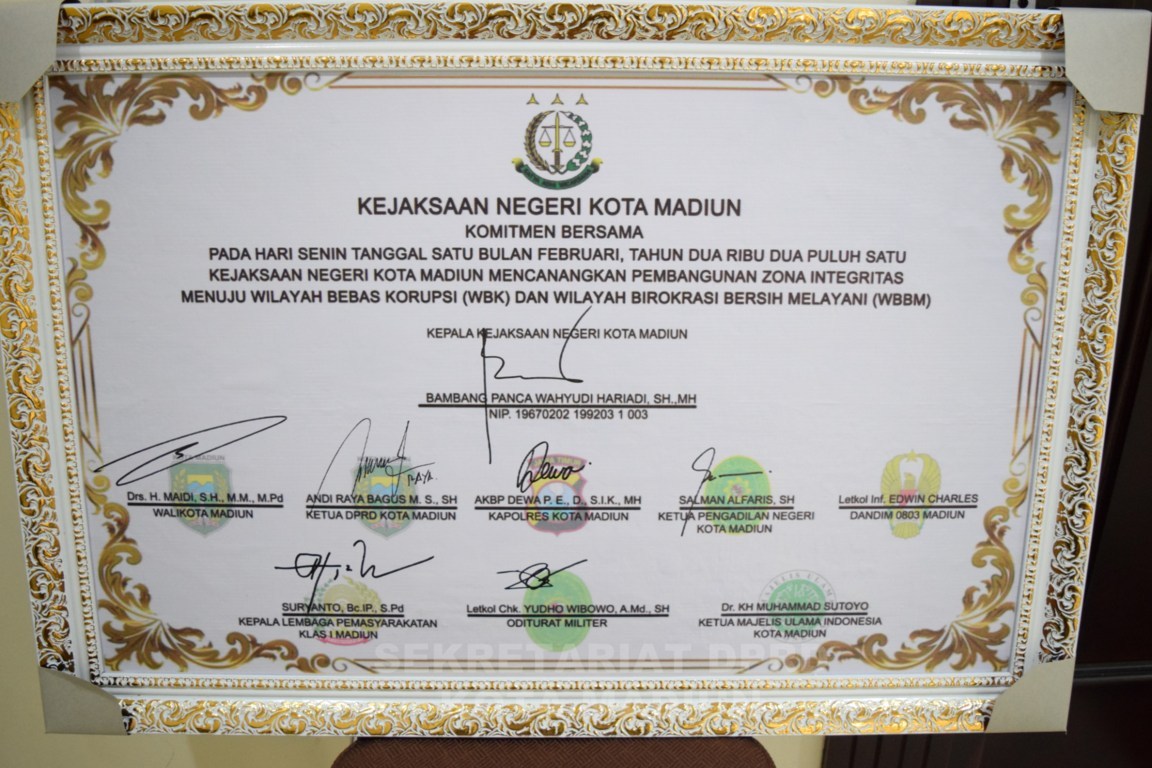 KEJAKSAAN NEGERI KOTA MADIUN
KOMITMEN BERSAMA
PADA HARI SENIN TANGGAL SATU BULAN FEBRUARI, TAHUN DUA RIBU DUA PULUH SATU
KEJAKSAAN NEGERI KOTA MADIUN MENCANANGKAN PEMBANGUNAN ZONA INTEGRITAS
MENUJU WILAYAH BEBAS KORUPSI (WBK) DAN WILAYAH BIROKRASI BERSIH MELAYANI (WBBM)
KEPALA KEJAKSAAN NEGERI KOTA MADIUN
BAMBANG PANCA WAHYUDI HARIADI, SH.,MH
NIP. 19670202 199203 1 003
Drs. H. MAIDI, S.H., M.M., M.Pd
WALIKOTA MADIUN
ANDI RAYA BAGUS M. S., SH
KETUA DPRD KOTA MADIUN
AKBP DEWA P. E., D., S.I.K., MH
KAPOLRES KOTA MADIUN
SALMAN ALFARIS, SH
KETUA PENGADILAN NEGERI
KOTA MADIUN
Letkol Inf. EDWIN CHARLES
DANDIM 0803 MADIUN
SURYANTO, Bc.IP., S.Pd
KEPALA LEMBAGA PEMASYARAKATAN
KLAS I MADIUN
Letkol Chk. YUDHO WIBOWO, A.Md., SH
ODITURAT MILITER
Dr. KH MUHAMMAD SUTOYO
KETUA MAJELIS ULAMA INDONESIA
KOTA MADIUN
SEKRETARIAT DPRD